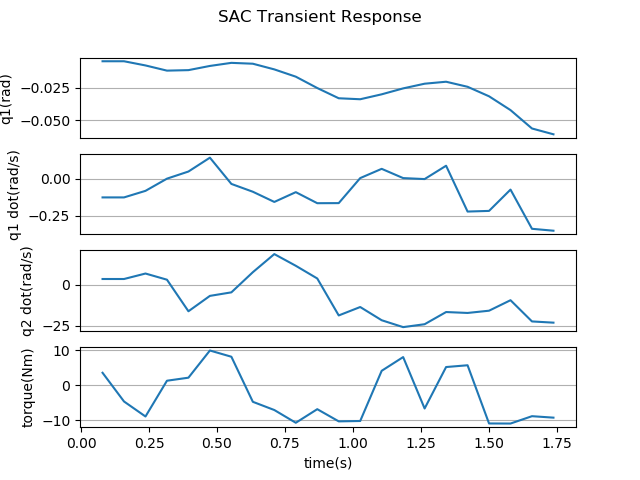 SAC Transient Response
q1(rad)
−0.025
−0.050
q1 dot(rad/s)
0.00
−0.25
q2 dot(rad/s)
0
−25
torque(Nm)
10
0
−10
0.00 0.25 0.50 0.75 1.00 1.25 1.50 1.75
time(s)